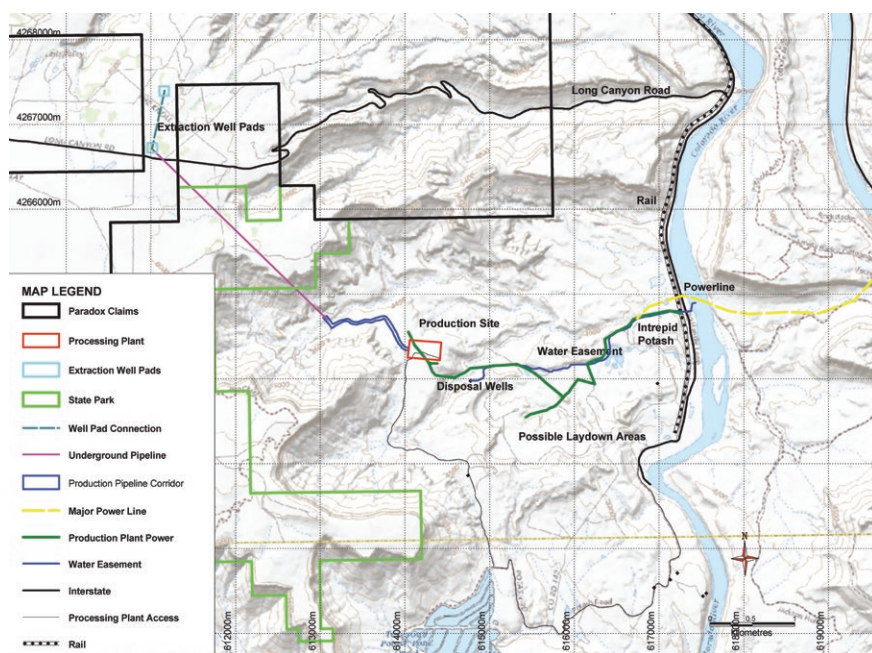 4268000m
Long Canyon Road
4267000m
Extraction Well Pads
LONG CANYON RD
Colorado River
4266000m
Rail
Powerline
MAP LEGEND
Paradox Claims
Processing Plant
Extraction Well Pads
State Park
Well Pad Connection
Underground Pipeline
Production Pipeline Corridor
Major Power Line
Production Plant Power
Water Easement
Interstate
Processing Plant Access
Rail
Production Site
Intrepid
Potash
Water Easement
Disposal Wells
Possible Laydown Areas
N
0 0.5
612000m
613000m
614000m
615000m
616000m
617000m
618000m
619000m